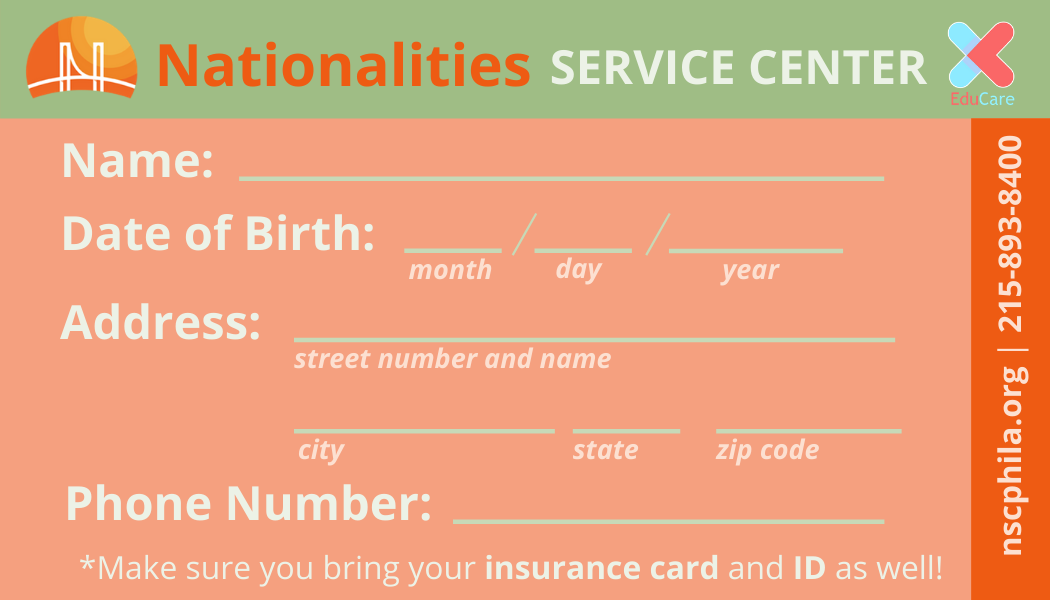 Nationalities SERVICE CENTER
EduCare
Name:
Date of Birth: / /
month day year
Address:
street number and name
city state zip code
Phone Number:
*Make sure you bring your insurance card and ID as well!
nscphila.org | 215-893-8400